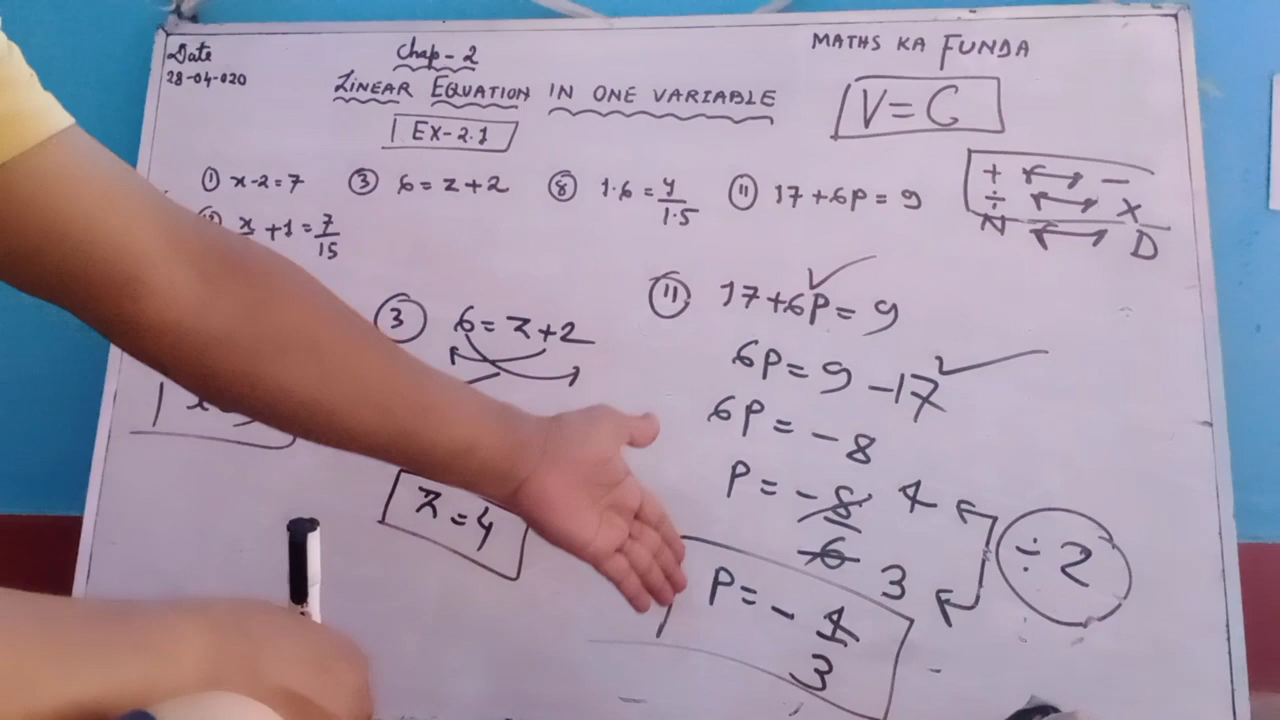 Date
28-04-020
Chap-2
LINEAR EQUATION IN ONE VARIABLE
EX-2.1
MATHS KA FUNDA
V=C
+ ↔ -
÷ ↔ ×
N ↔ D
① x-2=7
③ 6=z+2
⑧ 1.6=y/1.5
⑪ 17+6P=9
+1=7/15
③ 6=z+2
z=4
⑪ 17+6P=9
6P=9-17
6P=-8
P=-8/6
4
3
÷2
P=-4/3